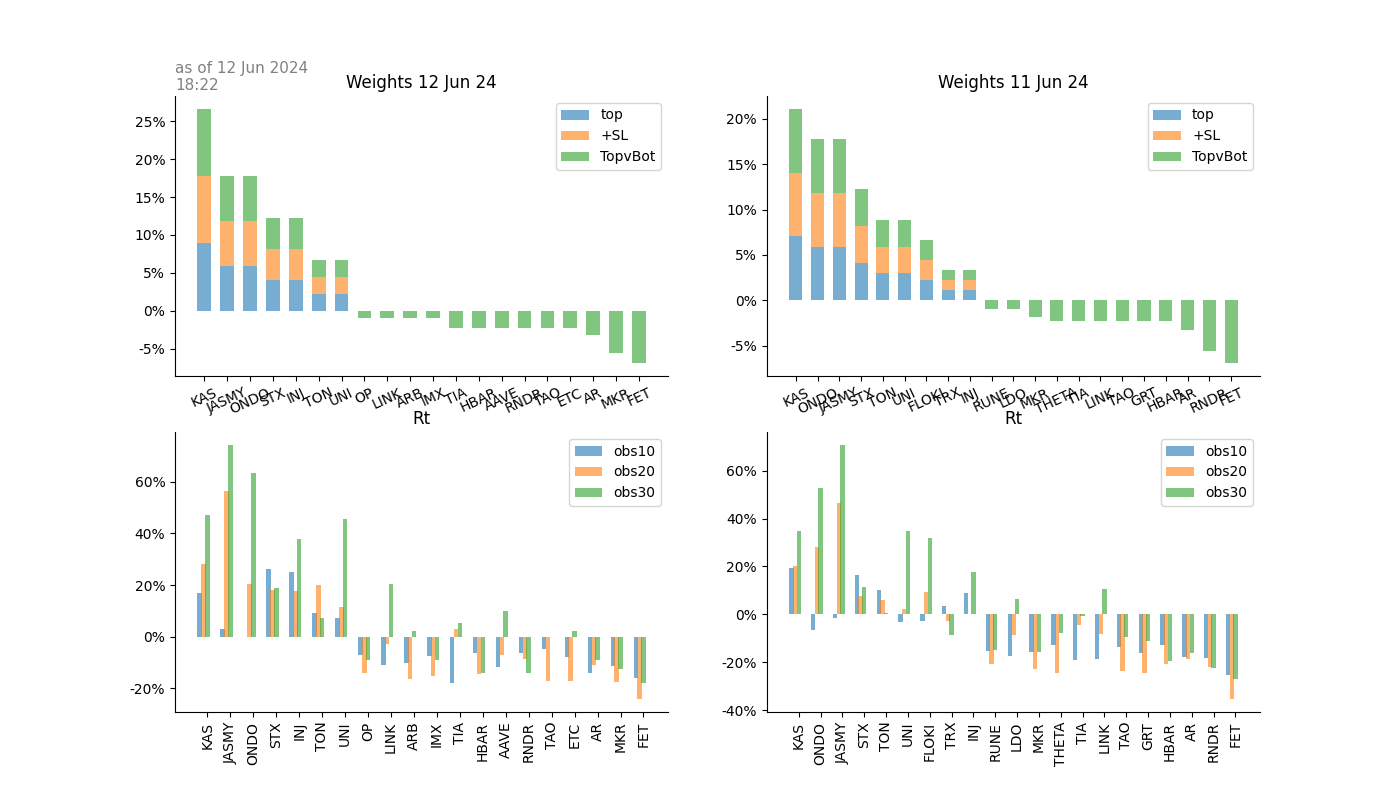 as of 12 Jun 2024
18:22
Weights 12 Jun 24
25%
20%
15%
10%
5%
0%
-5%
top
+SL
TopvBot
KAS JASMY ONDO STX INJ TON UNI OP LINK ARB IMX TIA HBAR AAVE RNDR TAO ETC AR MKR FET
Weights 11 Jun 24
20%
15%
10%
5%
0%
-5%
top
+SL
TopvBot
KAS ONDO JASMY STX TON UNI FLOKI TRX INJ RUNE LDO MKR THETA TIA LINK TAO GRT HBAR AR RNDR FET
Rt
60%
40%
20%
0%
-20%
obs10
obs20
obs30
KAS JASMY ONDO STX INJ TON UNI OP LINK ARB IMX TIA HBAR AAVE RNDR TAO ETC AR MKR FET
Rt
60%
40%
20%
0%
-20%
-40%
obs10
obs20
obs30
KAS ONDO JASMY STX TON UNI FLOKI TRX INJ RUNE LDO MKR THETA TIA LINK TAO GRT HBAR AR RNDR FET